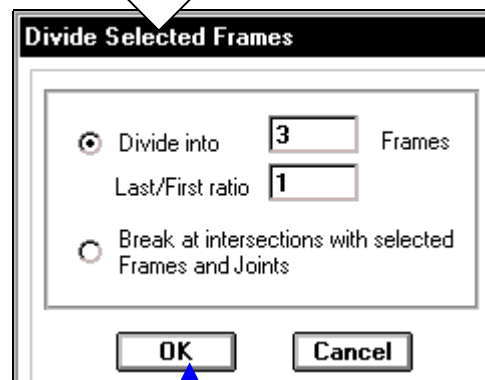 Divide Selected Frames
Divide into 3 Frames
Last/First ratio 1
Break at intersections with selected
Frames and Joints
OK Cancel